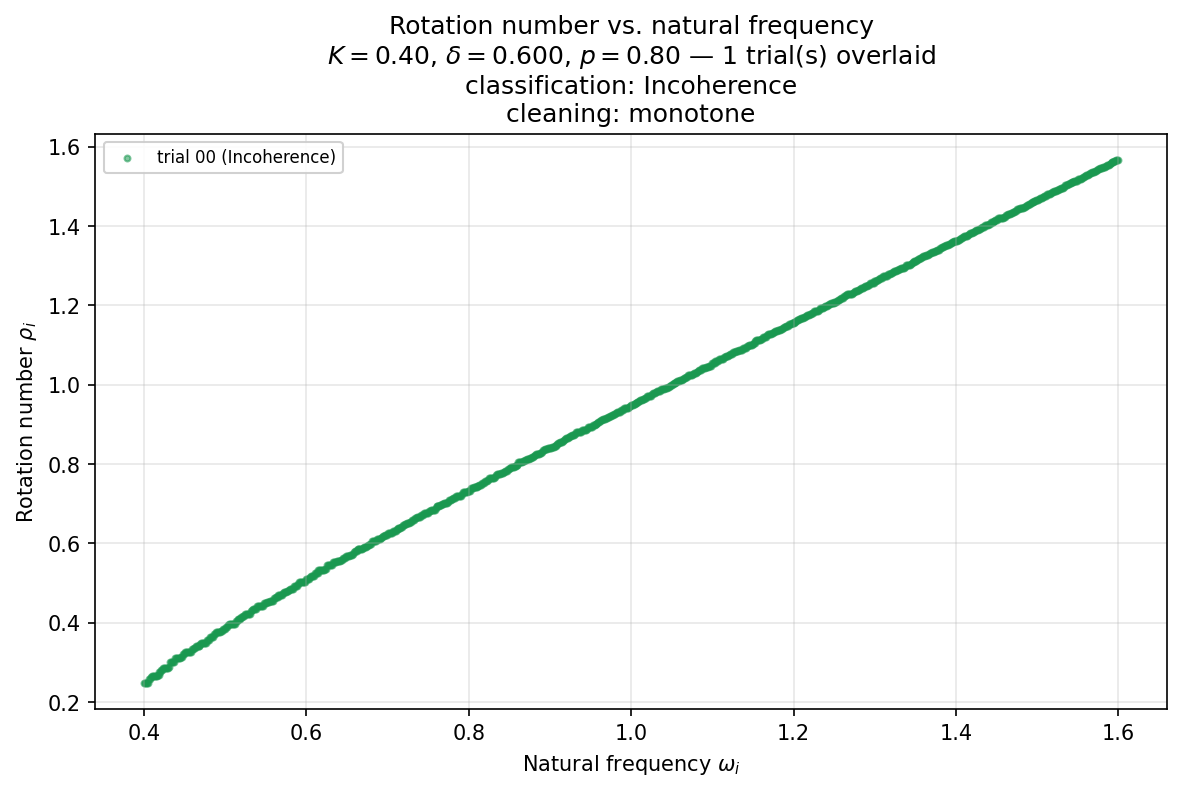 Rotation number vs. natural frequency
K = 0.40, δ = 0.600, p = 0.80 — 1 trial(s) overlaid
classification: Incoherence
cleaning: monotone
trial 00 (Incoherence)
Rotation number ρᵢ
1.6
1.4
1.2
1.0
0.8
0.6
0.4
0.2
0.4 0.6 0.8 1.0 1.2 1.4 1.6
Natural frequency ωᵢ